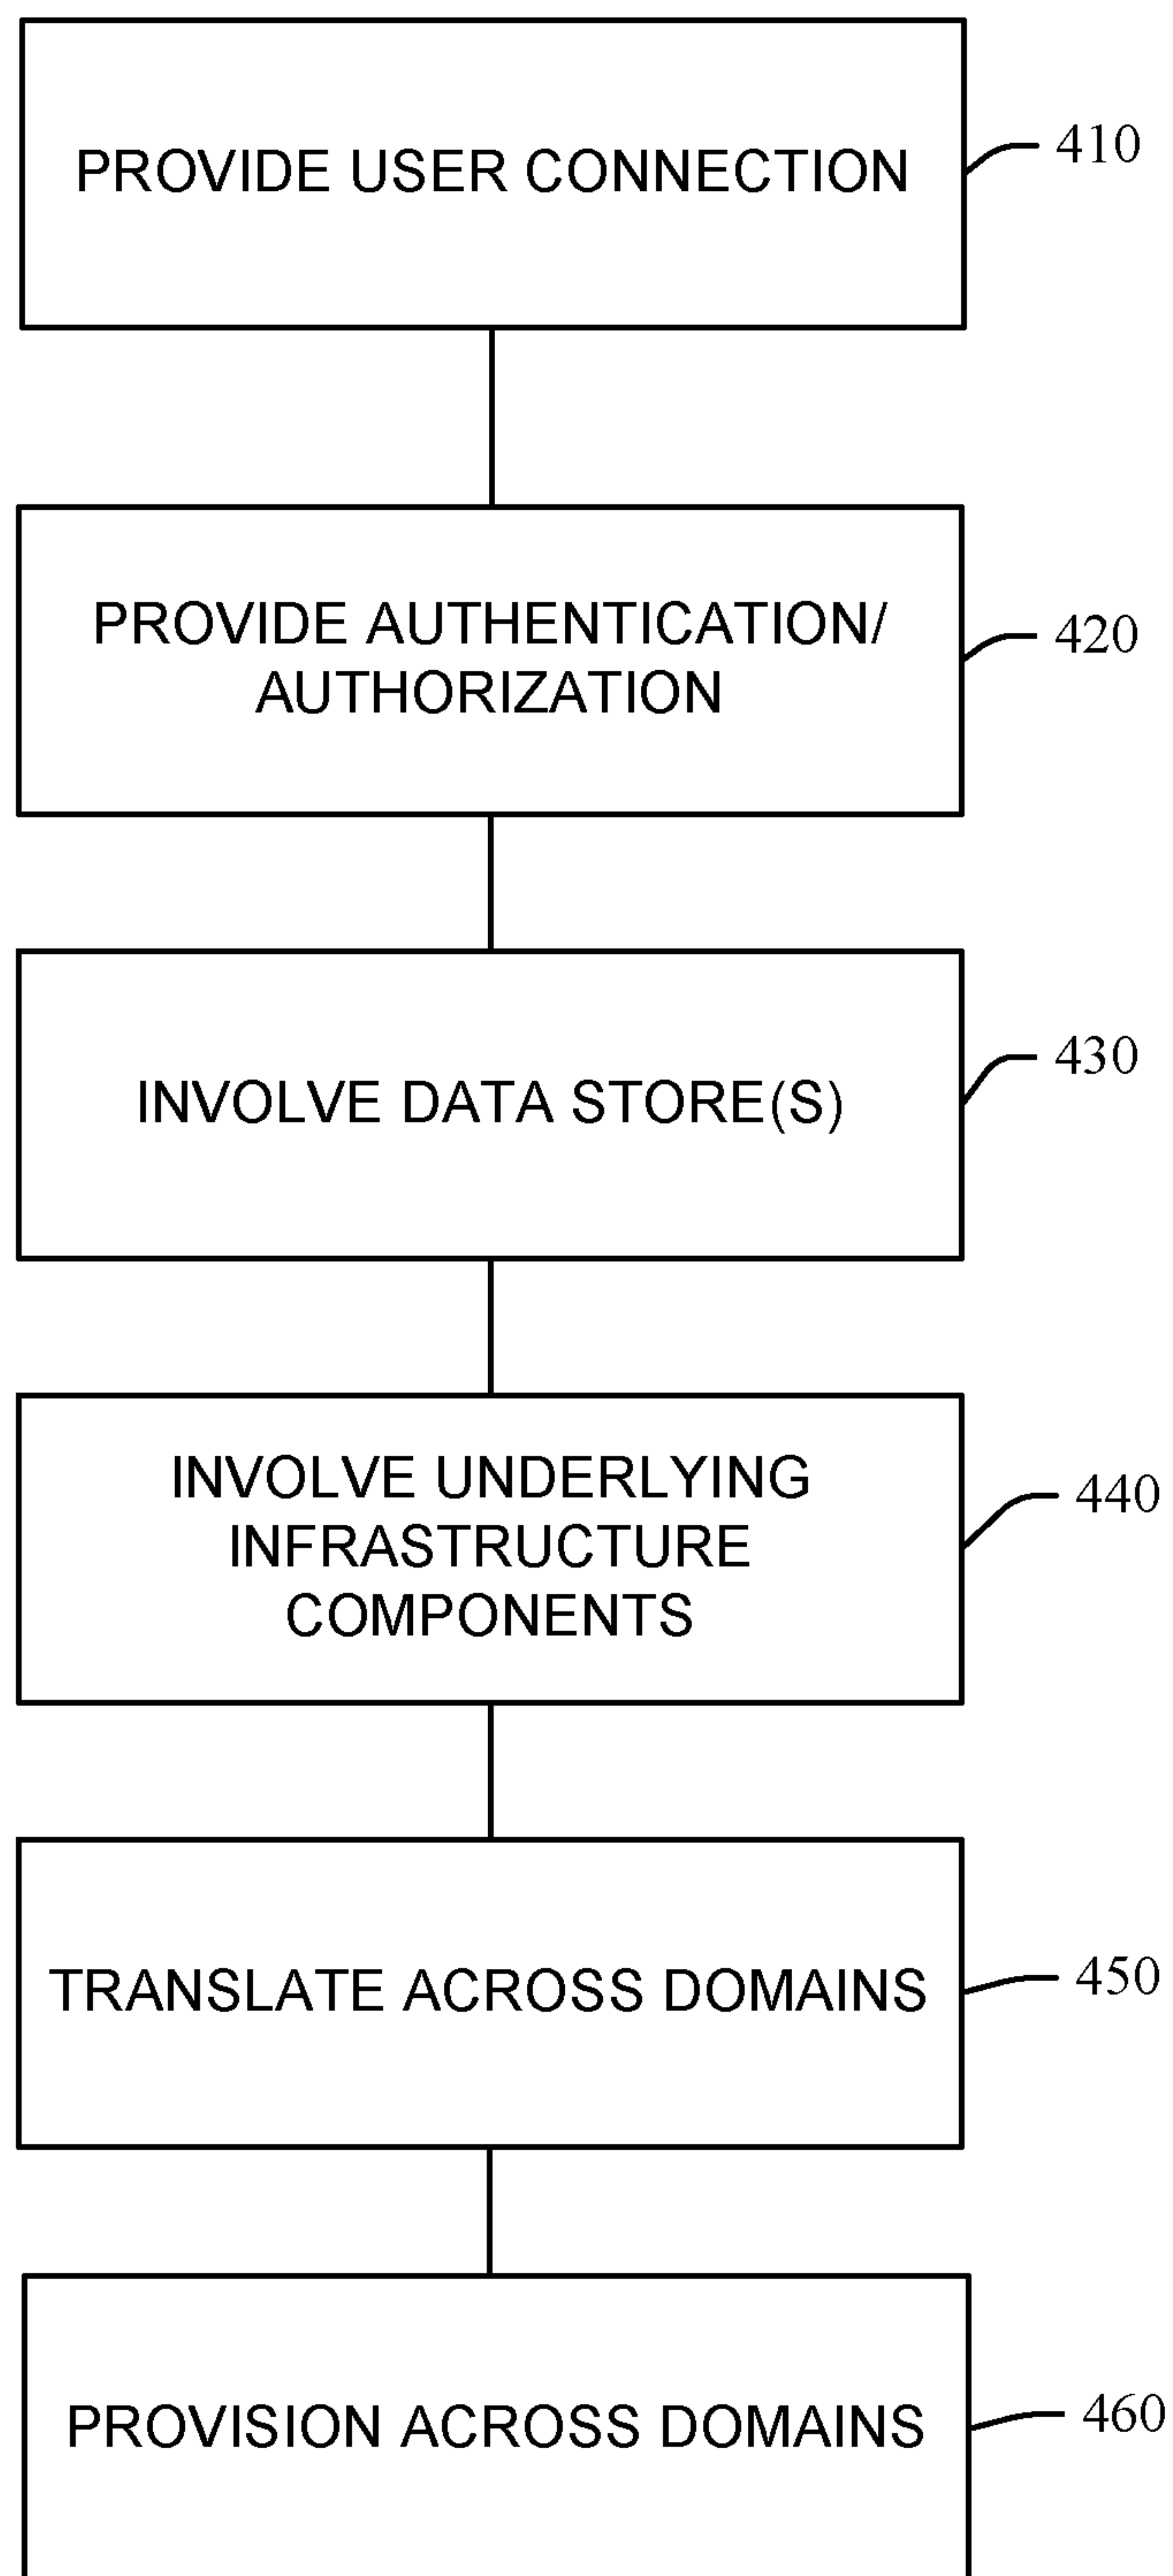 PROVIDE USER CONNECTION
410
PROVIDE AUTHENTICATION/
AUTHORIZATION
420
INVOLVE DATA STORE(S)
430
INVOLVE UNDERLYING
INFRASTRUCTURE
COMPONENTS
440
TRANSLATE ACROSS DOMAINS
450
PROVISION ACROSS DOMAINS
460